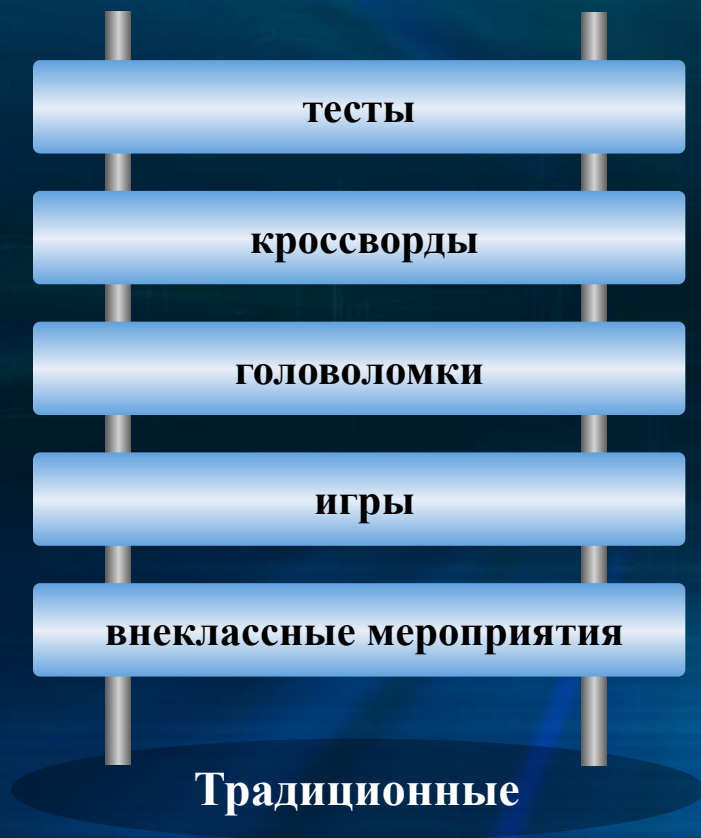 тесты
кроссворды
головоломки
игры
внеклассные мероприятия
Традиционные